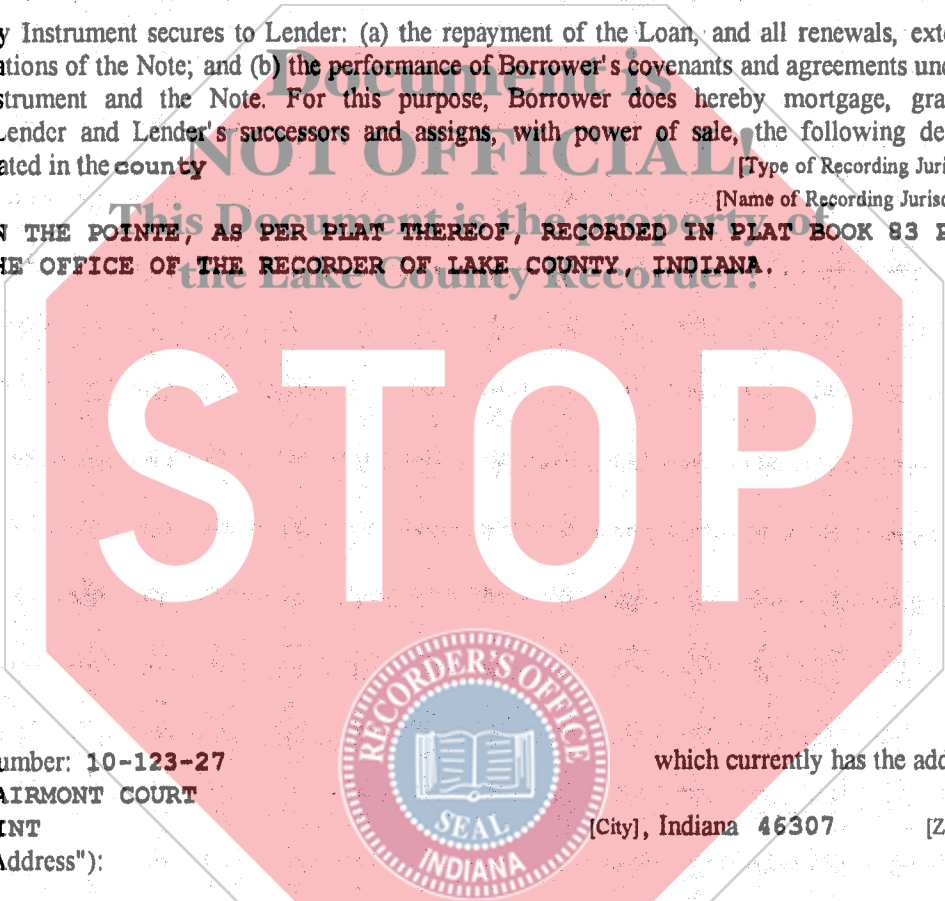 y Instrument secures to Lender: (a) the repayment of the Loan, and all renewals, exte
ations of the Note; and (b) the performance of Borrower's covenants and agreements und
strument and the Note. For this purpose, Borrower does hereby mortgage, gra
Lender and Lender's successors and assigns, with power of sale, the following de
ated in the county [Type of Recording Juri
[Name of Recording Jurisd
N THE POINTE, AS PER PLAT THEREOF, RECORDED IN PLAT BOOK 83 P
HE OFFICE OF THE RECORDER OF LAKE COUNTY, INDIANA.
Document is
NOT OFFICIAL!
This Document is the property of
the Lake County Recorder!
STOP
RECORDER'S OFFICE
SEAL
INDIANA
umber: 10-123-27 which currently has the add
AIRMONT COURT
INT [City], Indiana 46307 [Z
Address"):